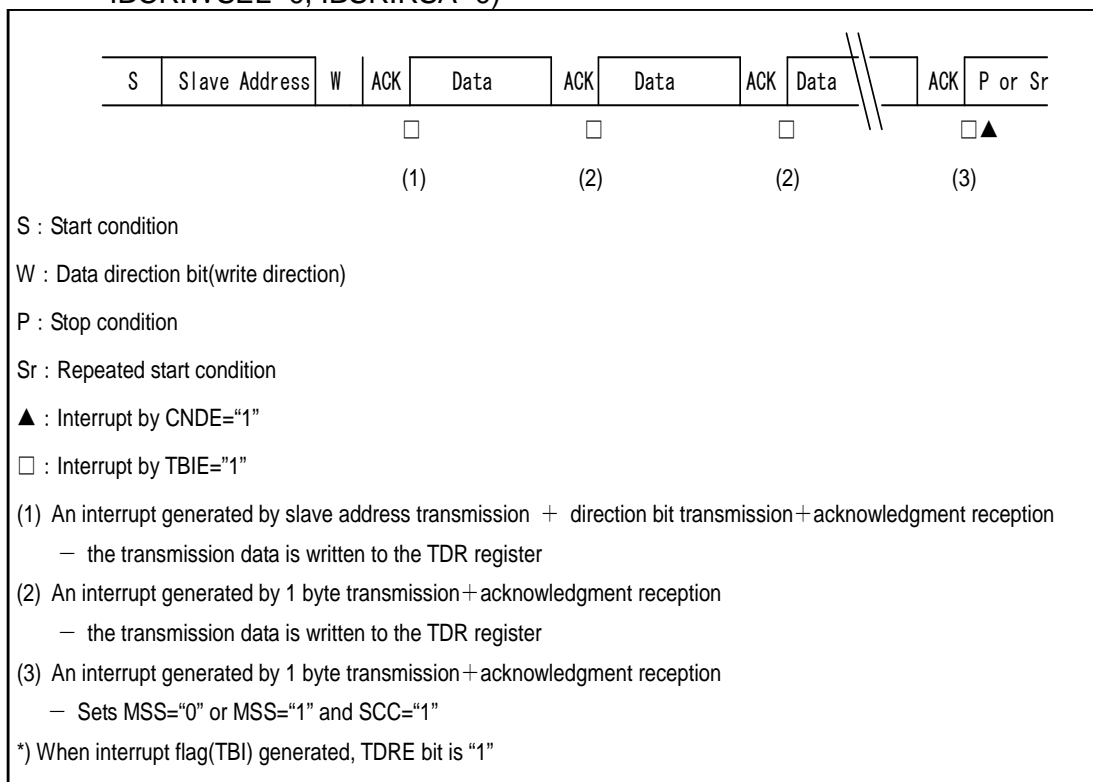 S Slave Address W ACK Data ACK Data ACK Data ACK P or Sr
□ □ □ □▲
(1) (2) (2) (3)
S : Start condition
W : Data direction bit(write direction)
P : Stop condition
Sr : Repeated start condition
▲ : Interrupt by CNDE=“1”
□ : Interrupt by TBIE=”1”
(1) An interrupt generated by slave address transmission + direction bit transmission+acknowledgment reception
− the transmission data is written to the TDR register
(2) An interrupt generated by 1 byte transmission+acknowledgment reception
− the transmission data is written to the TDR register
(3) An interrupt generated by 1 byte transmission+acknowledgment reception
− Sets MSS=“0” or MSS=“1” and SCC=“1”
*) When interrupt flag(TBI) generated, TDRE bit is “1”